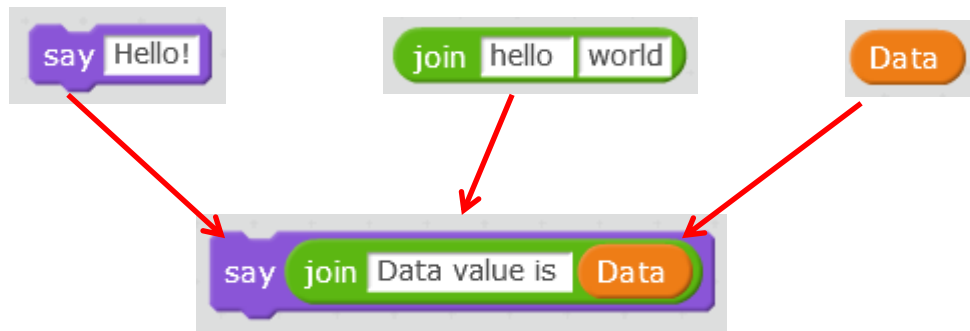 say Hello!
join hello world
Data
say join Data value is Data